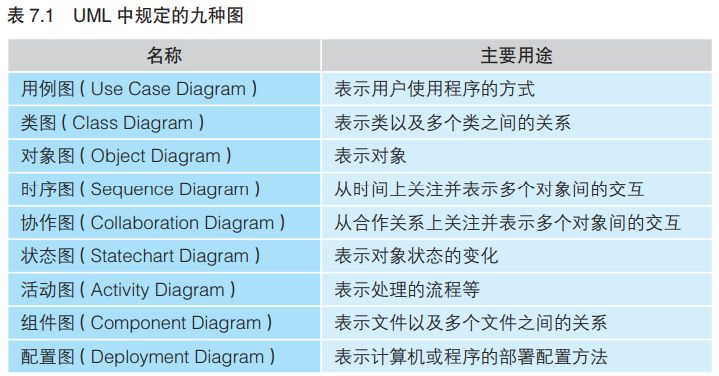 表 7.1 UML 中规定的九种图
名称 主要用途
用例图（Use Case Diagram） 表示用户使用程序的方式
类图（Class Diagram） 表示类以及多个类之间的关系
对象图（Object Diagram） 表示对象
时序图（Sequence Diagram） 从时间上关注并表示多个对象间的交互
协作图（Collaboration Diagram） 从合作关系上关注并表示多个对象间的交互
状态图（Statechart Diagram） 表示对象状态的变化
活动图（Activity Diagram） 表示处理的流程等
组件图（Component Diagram） 表示文件以及多个文件之间的关系
配置图（Deployment Diagram） 表示计算机或程序的部署配置方法